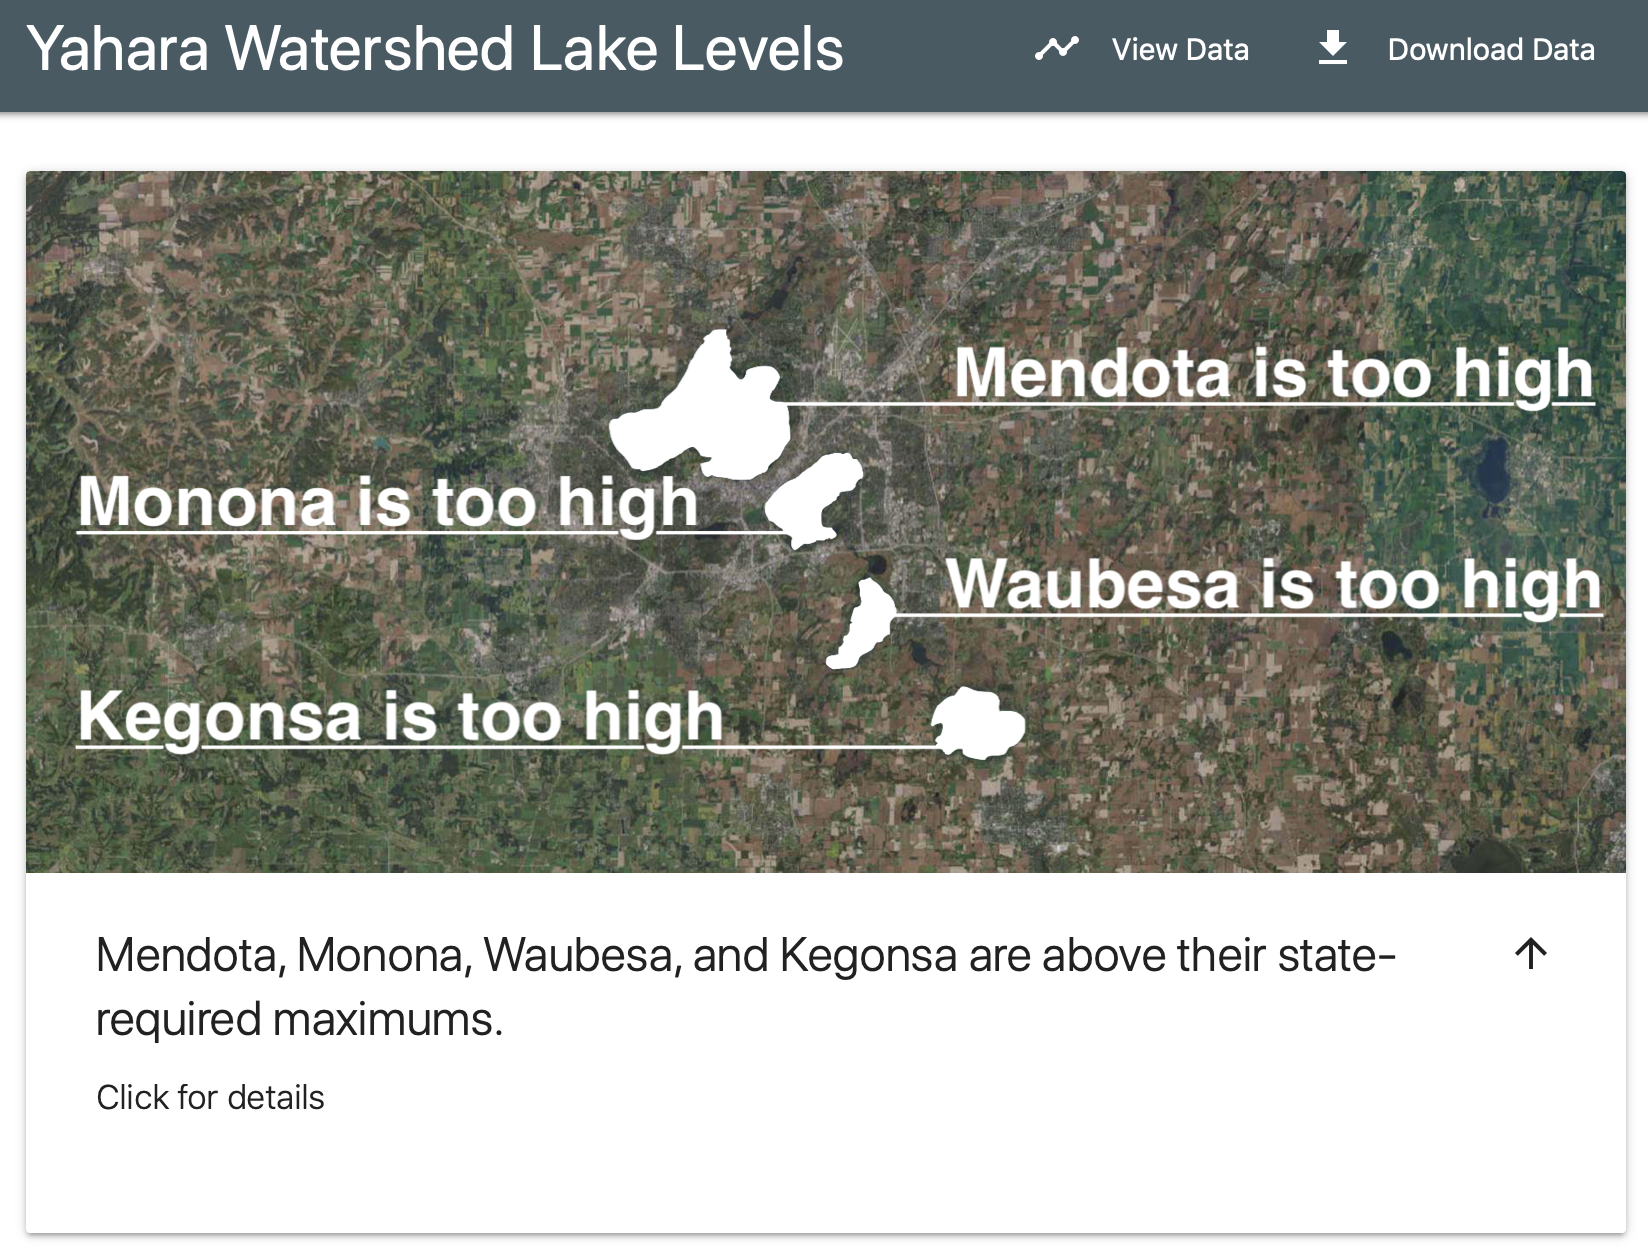 Yahara Watershed Lake Levels
View Data
Download Data
Mendota is too high
Monona is too high
Waubesa is too high
Kegonsa is too high
Mendota, Monona, Waubesa, and Kegonsa are above their state-
required maximums.
Click for details